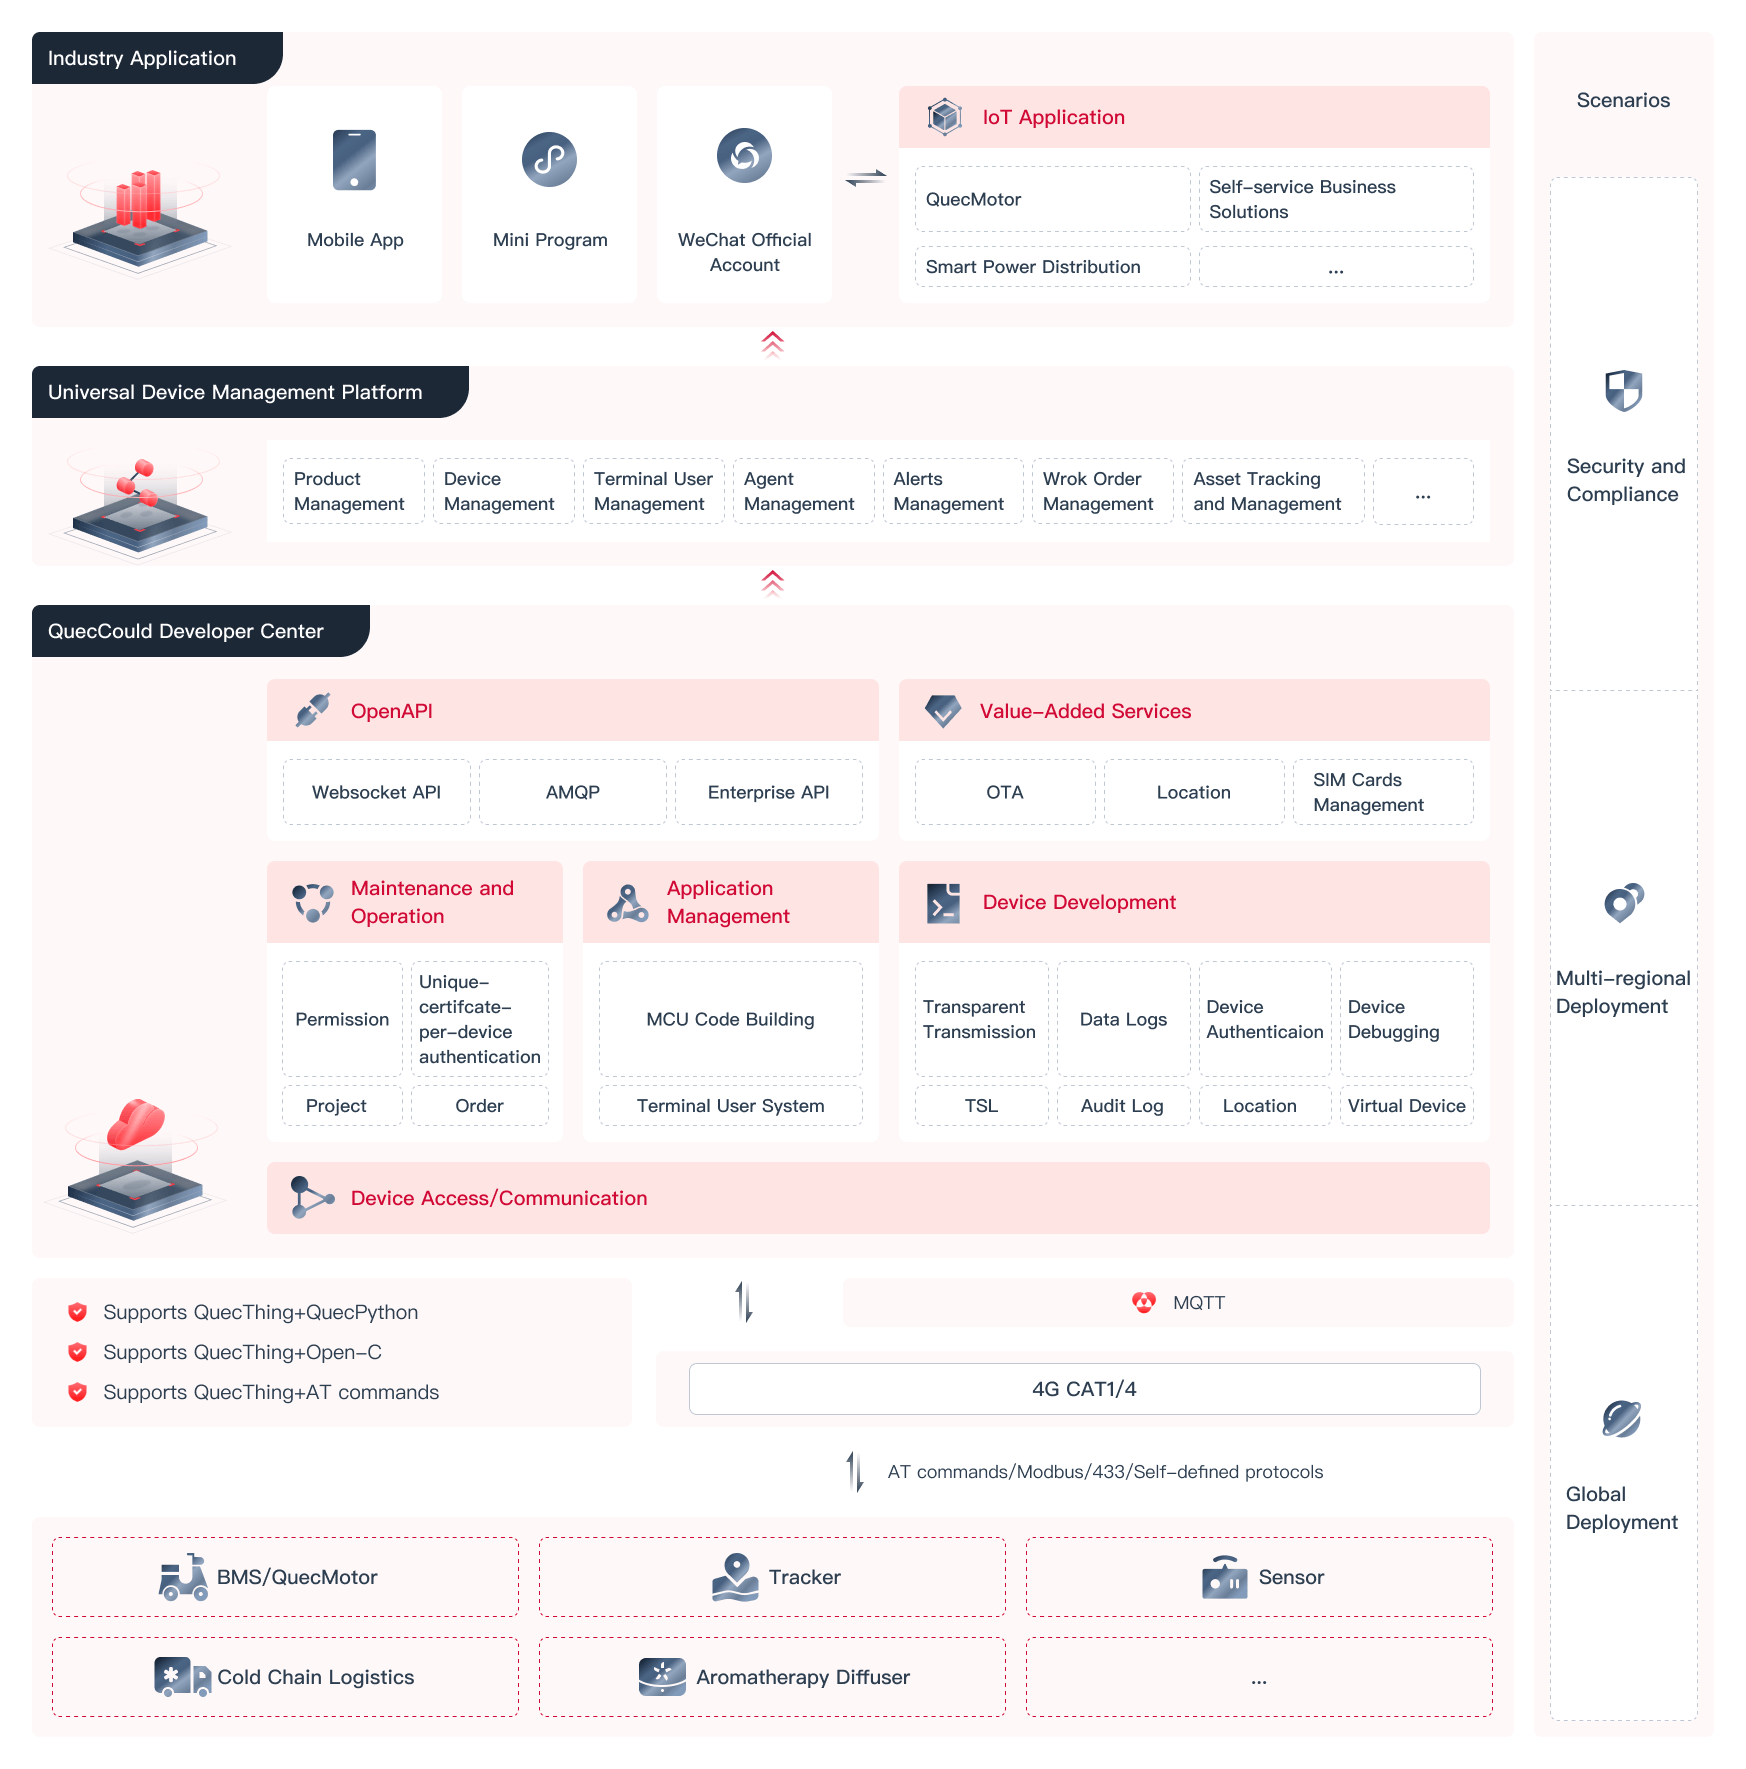 Industry Application
Mobile App
Mini Program
WeChat Official
Account
IoT Application
QuecMotor
Self-service Business
Solutions
Smart Power Distribution
...
Universal Device Management Platform
Product
Management
Device
Management
Terminal User
Management
Agent
Management
Alerts
Management
Wrok Order
Management
Asset Tracking
and Management
...
QuecCould Developer Center
OpenAPI
Websocket API
AMQP
Enterprise API
Value-Added Services
OTA
Location
SIM Cards
Management
Maintenance and
Operation
Permission
Unique-
certifcate-
per-device
authentication
Project
Order
Application
Management
MCU Code Building
Terminal User System
Device Development
Transparent
Transmission
Data Logs
Device
Authenticaion
Device
Debugging
TSL
Audit Log
Location
Virtual Device
Device Access/Communication
Supports QuecThing+QuecPython
Supports QuecThing+Open-C
Supports QuecThing+AT commands
MQTT
4G CAT1/4
AT commands/Modbus/433/Self-defined protocols
BMS/QuecMotor
Tracker
Sensor
Cold Chain Logistics
Aromatherapy Diffuser
...
Scenarios
Security and
Compliance
Multi-regional
Deployment
Global
Deployment